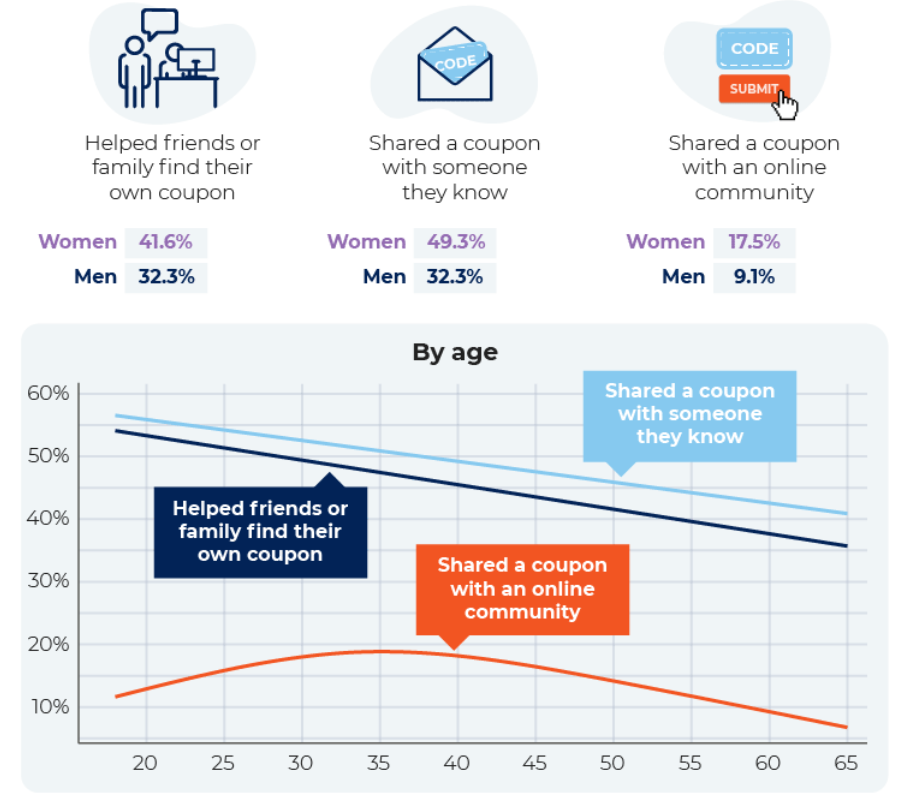 CODE
CODE
SUBMIT
Helped friends or
family find their
own coupon
Shared a coupon
with someone
they know
Shared a coupon
with an online
community
Women 41.6%
Men 32.3%
Women 49.3%
Men 32.3%
Women 17.5%
Men 9.1%
By age
60%
50%
40%
30%
20%
10%
Shared a coupon
with someone
they know
Helped friends or
family find their
own coupon
Shared a coupon
with an online
community
20 25 30 35 40 45 50 55 60 65